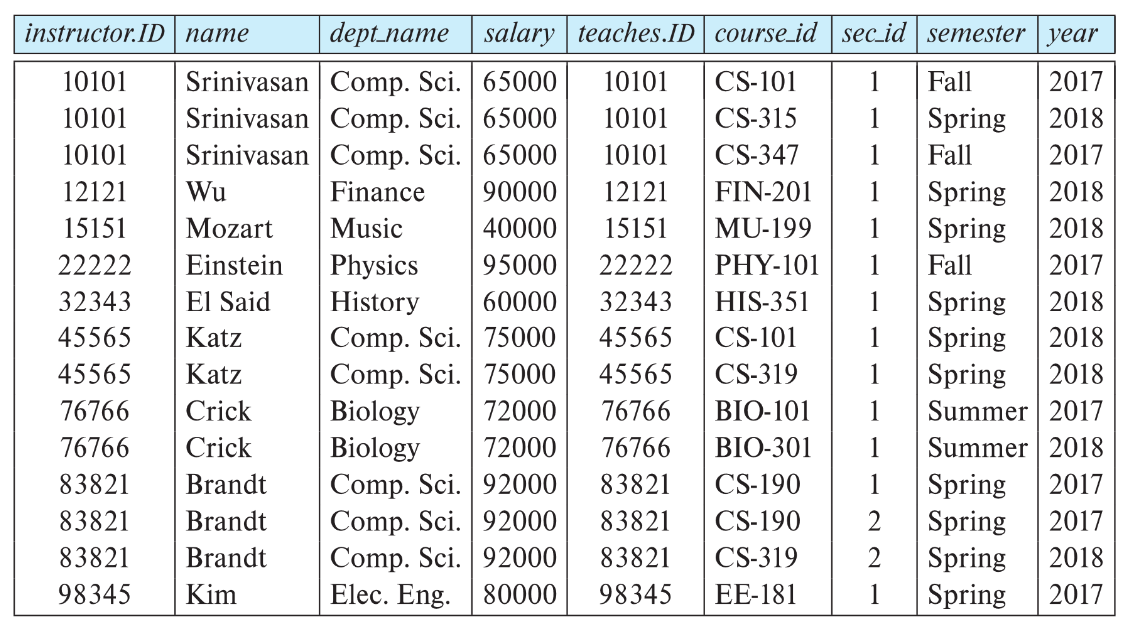 instructor.ID name dept_name salary teaches.ID course_id sec_id semester year
10101 Srinivasan Comp. Sci. 65000 10101 CS-101 1 Fall 2017
10101 Srinivasan Comp. Sci. 65000 10101 CS-315 1 Spring 2018
10101 Srinivasan Comp. Sci. 65000 10101 CS-347 1 Fall 2017
12121 Wu Finance 90000 12121 FIN-201 1 Spring 2018
15151 Mozart Music 40000 15151 MU-199 1 Spring 2018
22222 Einstein Physics 95000 22222 PHY-101 1 Fall 2017
32343 El Said History 60000 32343 HIS-351 1 Spring 2018
45565 Katz Comp. Sci. 75000 45565 CS-101 1 Spring 2018
45565 Katz Comp. Sci. 75000 45565 CS-319 1 Spring 2018
76766 Crick Biology 72000 76766 BIO-101 1 Summer 2017
76766 Crick Biology 72000 76766 BIO-301 1 Summer 2018
83821 Brandt Comp. Sci. 92000 83821 CS-190 1 Spring 2017
83821 Brandt Comp. Sci. 92000 83821 CS-190 2 Spring 2017
83821 Brandt Comp. Sci. 92000 83821 CS-319 2 Spring 2018
98345 Kim Elec. Eng. 80000 98345 EE-181 1 Spring 2017